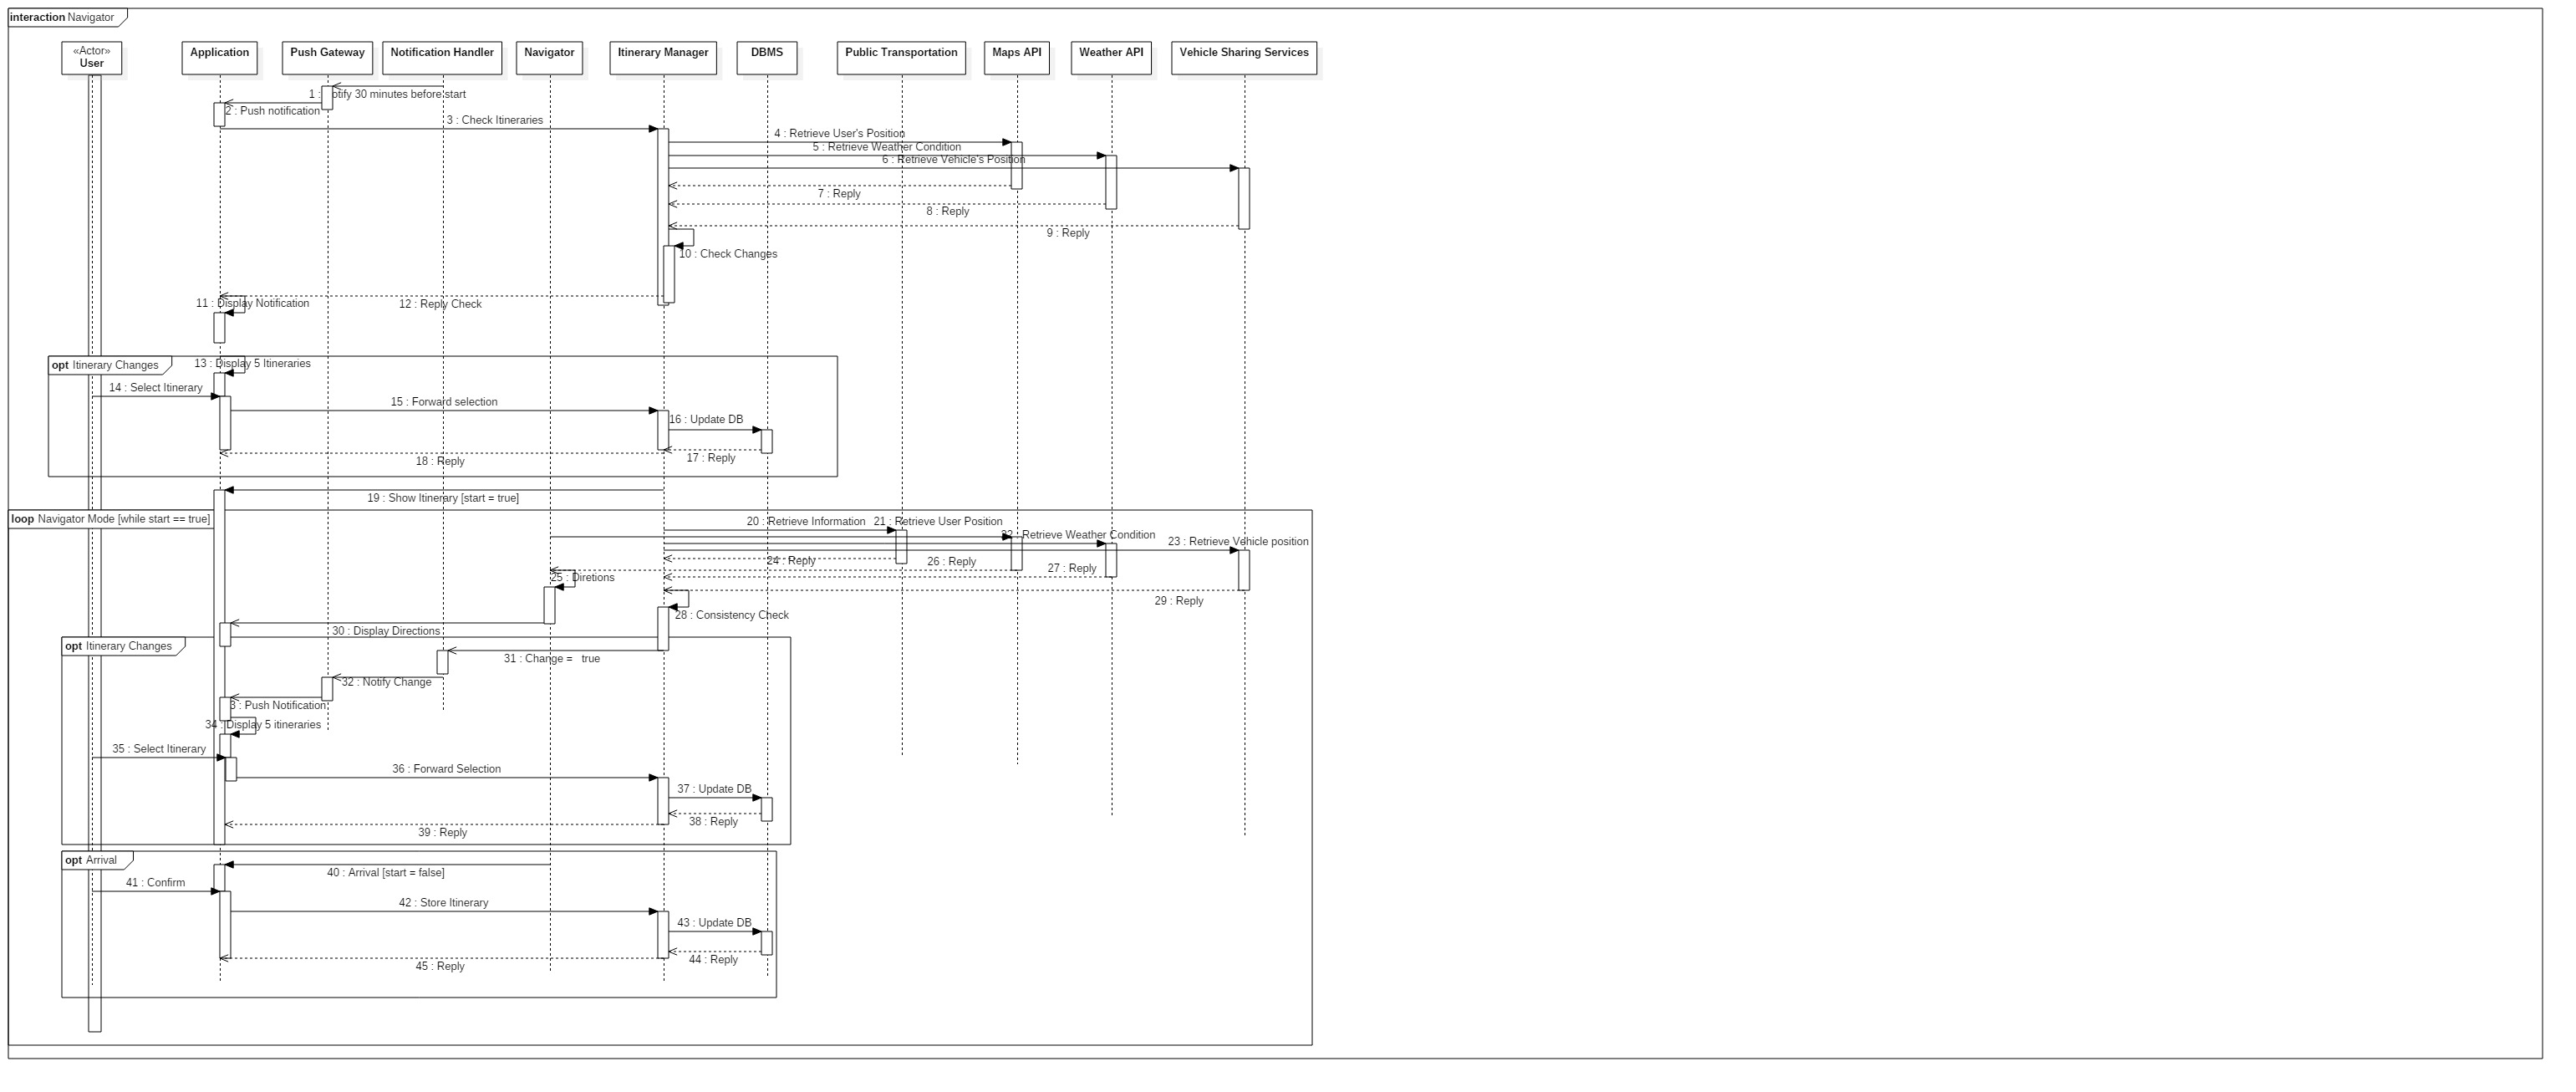 interaction Navigator
«Actor»
User
Application
Push Gateway
Notification Handler
Navigator
Itinerary Manager
DBMS
Public Transportation
Maps API
Weather API
Vehicle Sharing Services
1 : Notify 30 minutes before start
2 : Push notification
3 : Check Itineraries
4 : Retrieve User's Position
5 : Retrieve Weather Condition
6 : Retrieve Vehicle's Position
7 : Reply
8 : Reply
9 : Reply
10 : Check Changes
11 : Display Notification
12 : Reply Check
opt Itinerary Changes
13 : Display 5 Itineraries
14 : Select Itinerary
15 : Forward selection
16 : Update DB
17 : Reply
18 : Reply
19 : Show Itinerary [start = true]
loop Navigator Mode [while start == true]
20 : Retrieve Information
21 : Retrieve User Position
22 : Retrieve Weather Condition
23 : Retrieve Vehicle position
24 : Reply
26 : Reply
27 : Reply
25 : Diretions
29 : Reply
28 : Consistency Check
30 : Display Directions
opt Itinerary Changes
31 : Change = true
32 : Notify Change
3 : Push Notification
34 : Display 5 itineraries
35 : Select Itinerary
36 : Forward Selection
37 : Update DB
38 : Reply
39 : Reply
opt Arrival
40 : Arrival [start = false]
41 : Confirm
42 : Store Itinerary
43 : Update DB
44 : Reply
45 : Reply